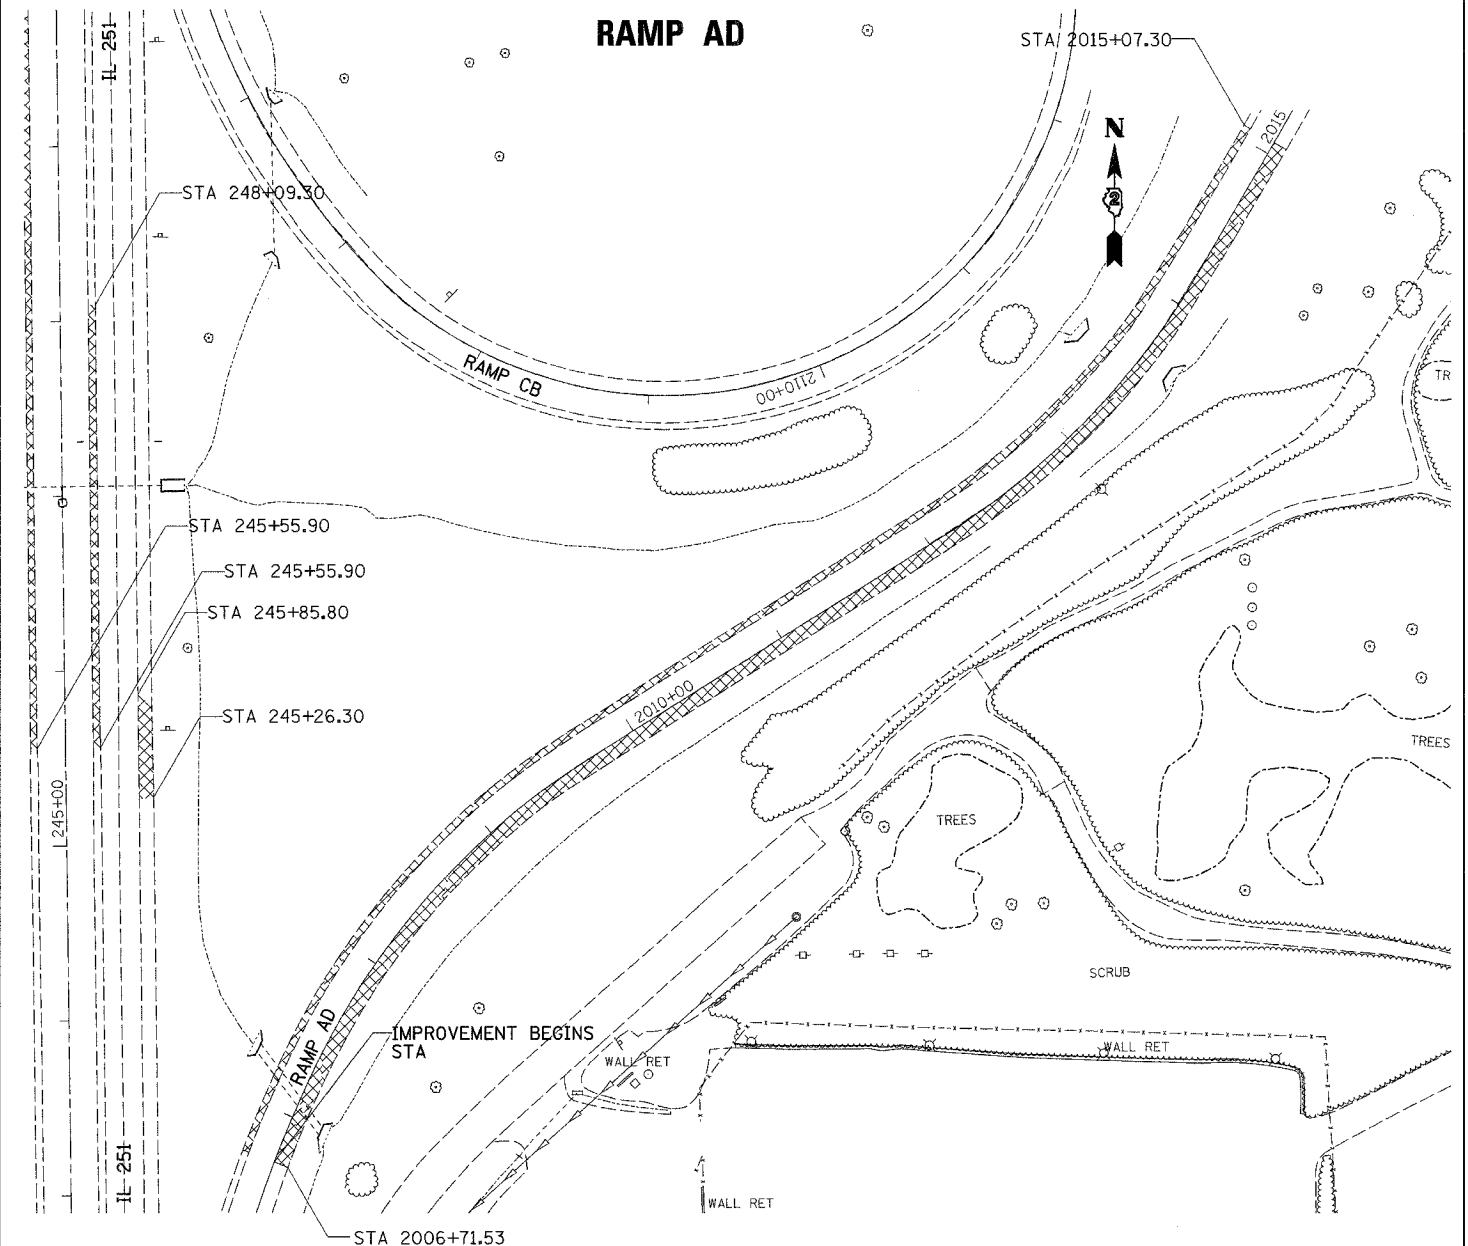 RAMP AD
IL 251
STA 2015+07.30
2015
N
2
STA 248+09.30
TR
RAMP CB
2110+00
STA 245+55.90
STA 245+55.90
STA 245+85.80
2010+00
STA 245+26.30
TREES
245+00
TREES
SCRUB
RAMP AD
IMPROVEMENT BEGINS
STA
WALL RET
WALL RET
IL 251
WALL RET
STA 2006+71.53